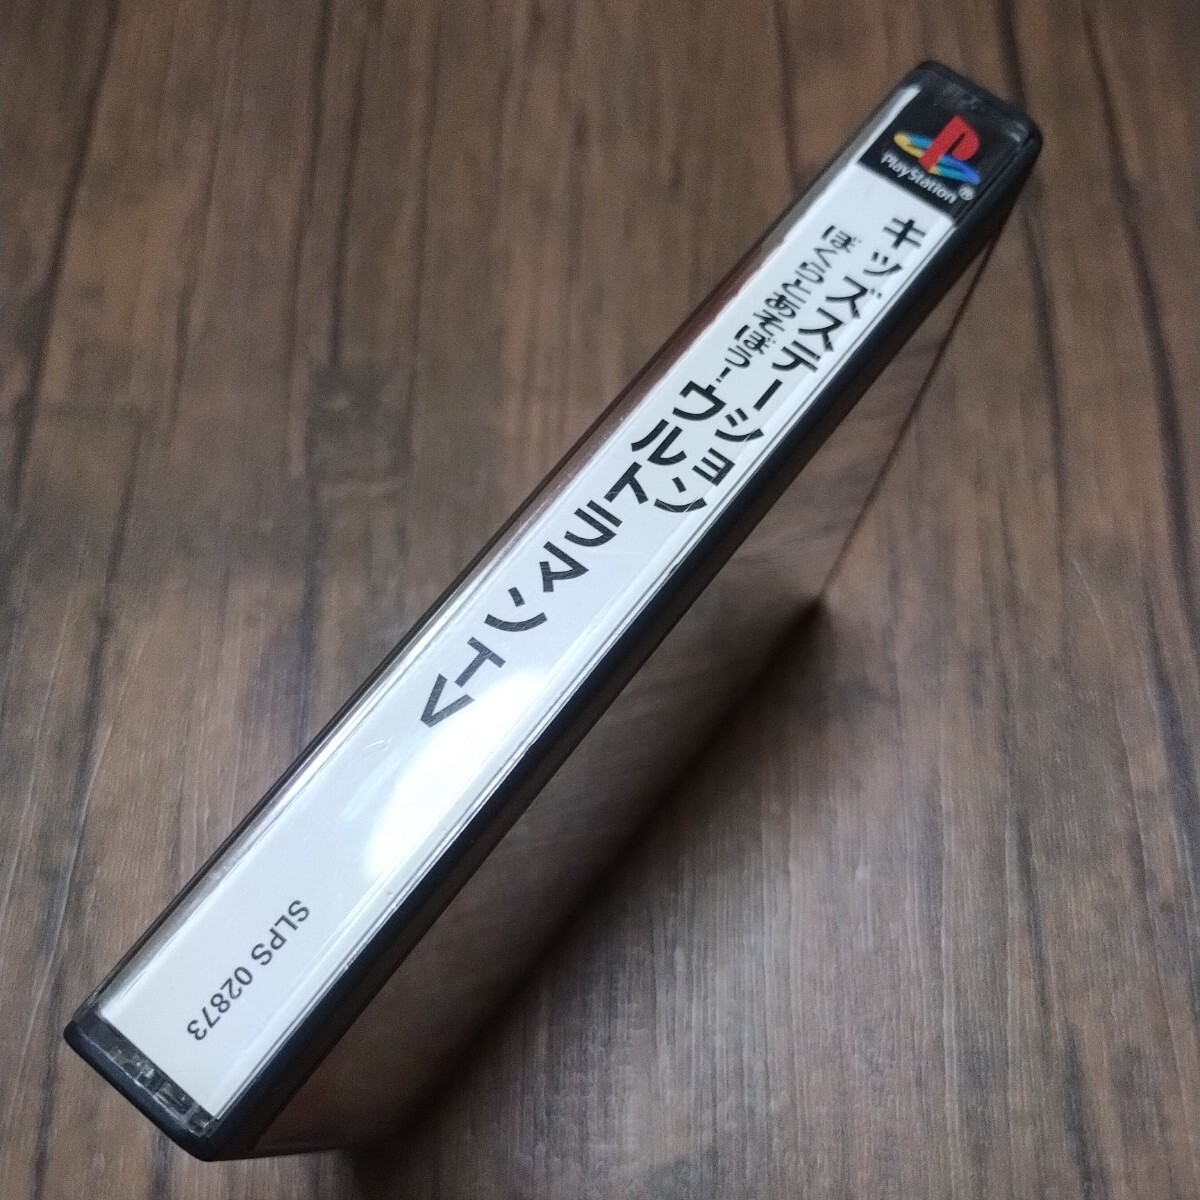 PlayStation®
キッズステーション
ぼくらとあそぼう!ウルトラマンTV
SLPS 02873